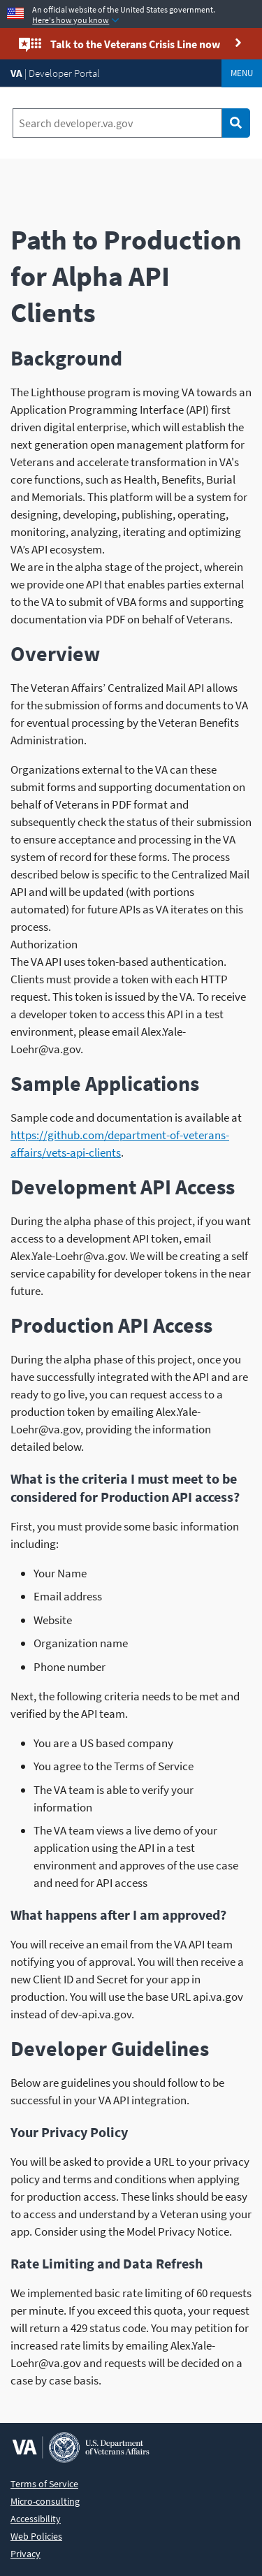 An official website of the United States government.
Here's how you know
Talk to the Veterans Crisis Line now
VA | Developer Portal
MENU
Search developer.va.gov
Path to Production
for Alpha API
Clients
Background
The Lighthouse program is moving VA towards an
Application Programming Interface (API) first
driven digital enterprise, which will establish the
next generation open management platform for
Veterans and accelerate transformation in VA's
core functions, such as Health, Benefits, Burial
and Memorials. This platform will be a system for
designing, developing, publishing, operating,
monitoring, analyzing, iterating and optimizing
VA's API ecosystem.
We are in the alpha stage of the project, wherein
we provide one API that enables parties external
to the VA to submit of VBA forms and supporting
documentation via PDF on behalf of Veterans.
Overview
The Veteran Affairs' Centralized Mail API allows
for the submission of forms and documents to VA
for eventual processing by the Veteran Benefits
Administration.
Organizations external to the VA can these
submit forms and supporting documentation on
behalf of Veterans in PDF format and
subsequently check the status of their submission
to ensure acceptance and processing in the VA
system of record for these forms. The process
described below is specific to the Centralized Mail
API and will be updated (with portions
automated) for future APIs as VA iterates on this
process.
Authorization
The VA API uses token-based authentication.
Clients must provide a token with each HTTP
request. This token is issued by the VA. To receive
a developer token to access this API in a test
environment, please email Alex.Yale-
Loehr@va.gov.
Sample Applications
Sample code and documentation is available at
https://github.com/department-of-veterans-
affairs/vets-api-clients.
Development API Access
During the alpha phase of this project, if you want
access to a development API token, email
Alex.Yale-Loehr@va.gov. We will be creating a self
service capability for developer tokens in the near
future.
Production API Access
During the alpha phase of this project, once you
have successfully integrated with the API and are
ready to go live, you can request access to a
production token by emailing Alex.Yale-
Loehr@va.gov, providing the information
detailed below.
What is the criteria I must meet to be
considered for Production API access?
First, you must provide some basic information
including:
• Your Name
• Email address
• Website
• Organization name
• Phone number
Next, the following criteria needs to be met and
verified by the API team.
• You are a US based company
• You agree to the Terms of Service
• The VA team is able to verify your
information
• The VA team views a live demo of your
application using the API in a test
environment and approves of the use case
and need for API access
What happens after I am approved?
You will receive an email from the VA API team
notifying you of approval. You will then receive a
new Client ID and Secret for your app in
production. You will use the base URL api.va.gov
instead of dev-api.va.gov.
Developer Guidelines
Below are guidelines you should follow to be
successful in your VA API integration.
Your Privacy Policy
You will be asked to provide a URL to your privacy
policy and terms and conditions when applying
for production access. These links should be easy
to access and understand by a Veteran using your
app. Consider using the Model Privacy Notice.
Rate Limiting and Data Refresh
We implemented basic rate limiting of 60 requests
per minute. If you exceed this quota, your request
will return a 429 status code. You may petition for
increased rate limits by emailing Alex.Yale-
Loehr@va.gov and requests will be decided on a
case by case basis.
VA
U.S. Department
of Veterans Affairs
Terms of Service
Micro-consulting
Accessibility
Web Policies
Privacy